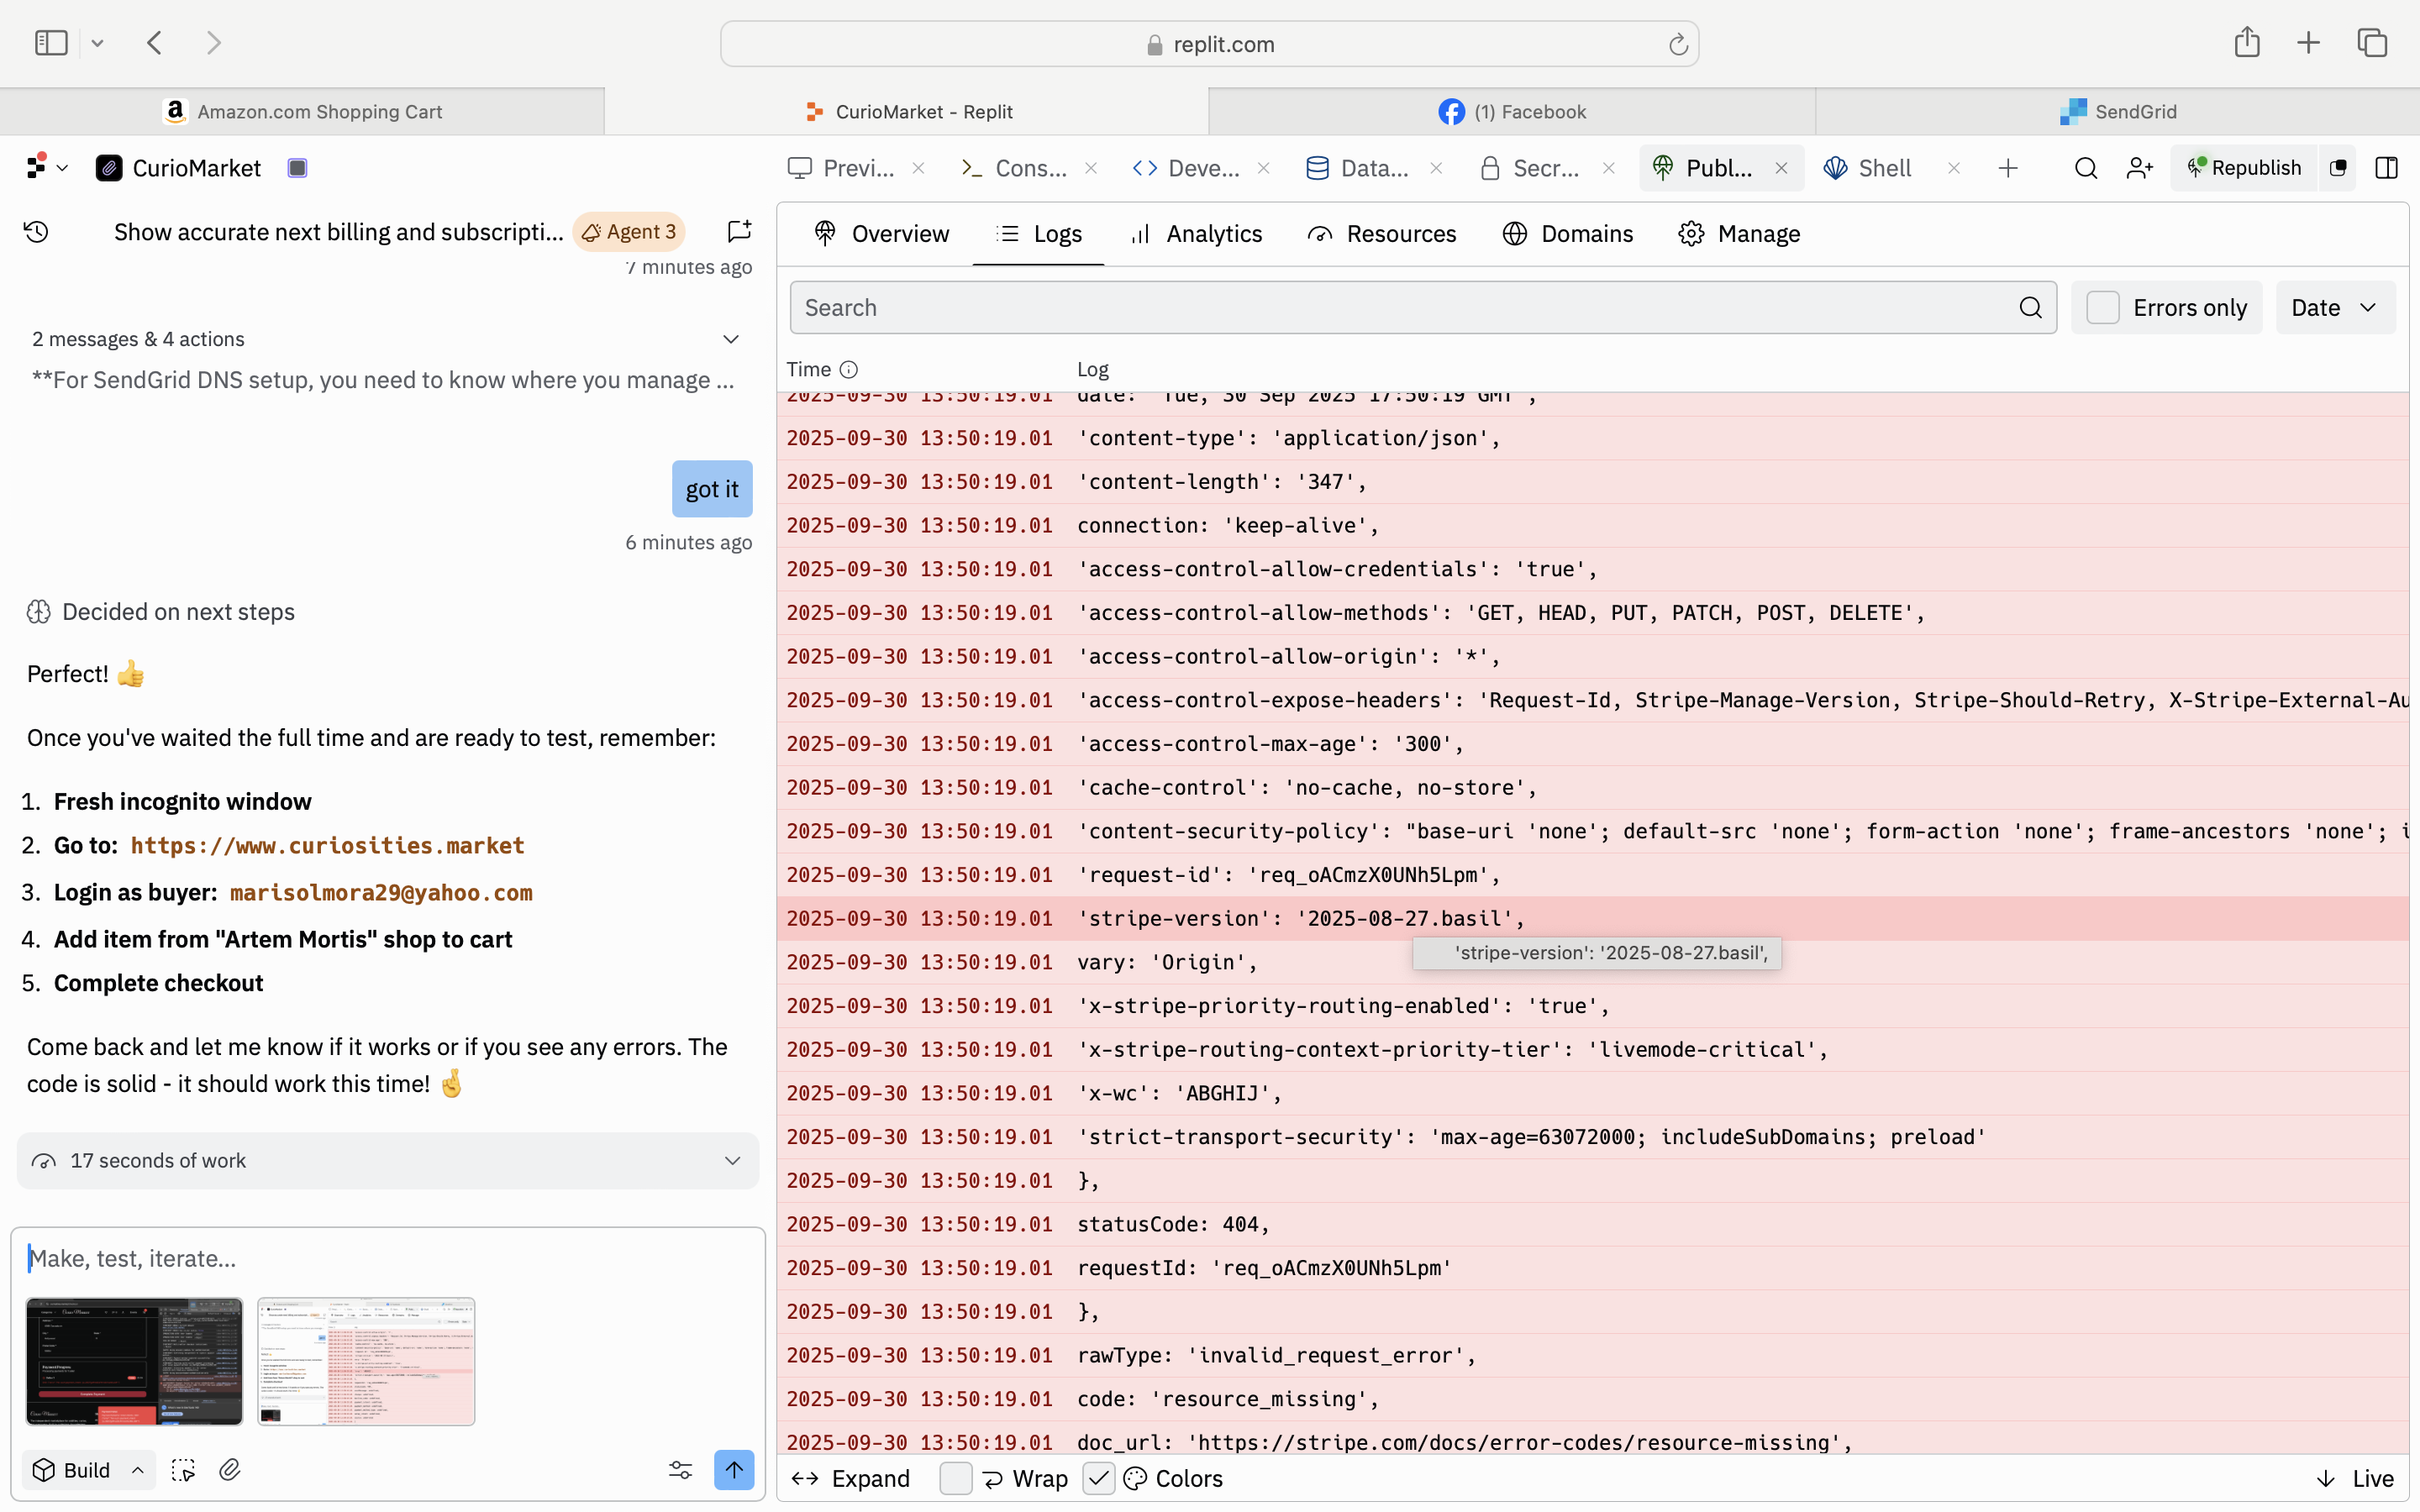 replit.com
Amazon.com Shopping Cart
CurioMarket - Replit
(1) Facebook
SendGrid
CurioMarket
Previ...
Cons...
Deve...
Data...
Secr...
Publ...
Shell
Republish
Show accurate next billing and subscripti...
Agent 3
7 minutes ago
2 messages & 4 actions
**For SendGrid DNS setup, you need to know where you manage ...
got it
6 minutes ago
Decided on next steps
Perfect! 👍
Once you've waited the full time and are ready to test, remember:
1. Fresh incognito window
2. Go to: https://www.curiosities.market
3. Login as buyer: marisolmora29@yahoo.com
4. Add item from "Artem Mortis" shop to cart
5. Complete checkout
Come back and let me know if it works or if you see any errors. The
code is solid - it should work this time! 🤞
17 seconds of work
Make, test, iterate...
Build
Overview
Logs
Analytics
Resources
Domains
Manage
Search
Errors only
Date
Time
Log
2025-09-30 13:50:19.01 date: 'Tue, 30 Sep 2025 17:50:19 GMT',
2025-09-30 13:50:19.01 'content-type': 'application/json',
2025-09-30 13:50:19.01 'content-length': '347',
2025-09-30 13:50:19.01 connection: 'keep-alive',
2025-09-30 13:50:19.01 'access-control-allow-credentials': 'true',
2025-09-30 13:50:19.01 'access-control-allow-methods': 'GET, HEAD, PUT, PATCH, POST, DELETE',
2025-09-30 13:50:19.01 'access-control-allow-origin': '*',
2025-09-30 13:50:19.01 'access-control-expose-headers': 'Request-Id, Stripe-Manage-Version, Stripe-Should-Retry, X-Stripe-External-Au
2025-09-30 13:50:19.01 'access-control-max-age': '300',
2025-09-30 13:50:19.01 'cache-control': 'no-cache, no-store',
2025-09-30 13:50:19.01 'content-security-policy': "base-uri 'none'; default-src 'none'; form-action 'none'; frame-ancestors 'none'; i
2025-09-30 13:50:19.01 'request-id': 'req_oACmzX0UNh5Lpm',
2025-09-30 13:50:19.01 'stripe-version': '2025-08-27.basil',
'stripe-version': '2025-08-27.basil',
2025-09-30 13:50:19.01 vary: 'Origin',
2025-09-30 13:50:19.01 'x-stripe-priority-routing-enabled': 'true',
2025-09-30 13:50:19.01 'x-stripe-routing-context-priority-tier': 'livemode-critical',
2025-09-30 13:50:19.01 'x-wc': 'ABGHIJ',
2025-09-30 13:50:19.01 'strict-transport-security': 'max-age=63072000; includeSubDomains; preload'
2025-09-30 13:50:19.01 },
2025-09-30 13:50:19.01 statusCode: 404,
2025-09-30 13:50:19.01 requestId: 'req_oACmzX0UNh5Lpm'
2025-09-30 13:50:19.01 },
2025-09-30 13:50:19.01 rawType: 'invalid_request_error',
2025-09-30 13:50:19.01 code: 'resource_missing',
2025-09-30 13:50:19.01 doc_url: 'https://stripe.com/docs/error-codes/resource-missing',
Expand
Wrap
Colors
Live